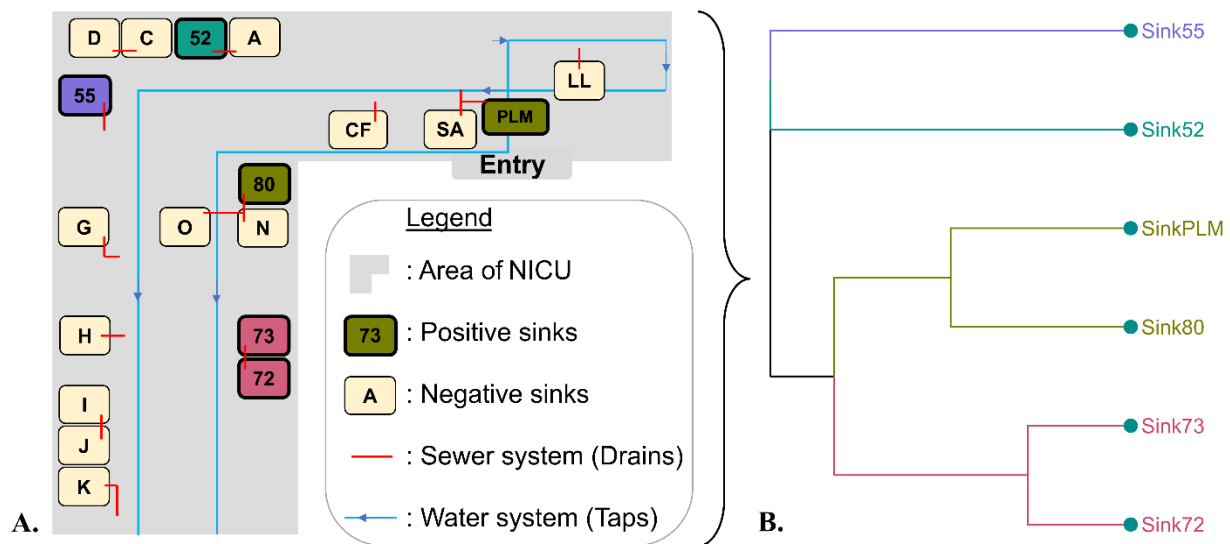 D
C
52
A
55
LL
CF
SA
PLM
Entry
80
G
O
N
H
73
72
I
J
K
Legend
: Area of NICU
73
: Positive sinks
A
: Negative sinks
: Sewer system (Drains)
: Water system (Taps)
A.
Sink55
Sink52
SinkPLM
Sink80
Sink73
Sink72
B.